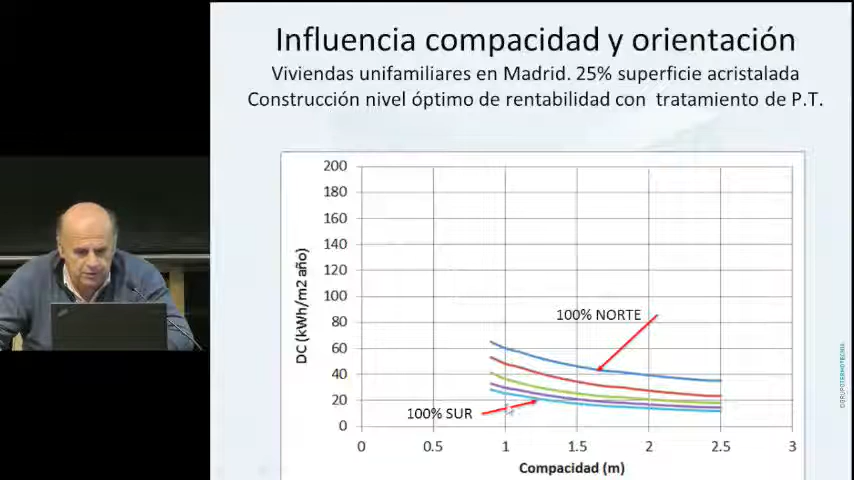 Influencia compacidad y orientación
Viviendas unifamiliares en Madrid. 25% superficie acristalada
Construcción nivel óptimo de rentabilidad con tratamiento de P.T.
200
180
160
140
120
100
80
60
40
20
0
DC (kWh/m2 año)
100% NORTE
100% SUR
0
0.5
1
1.5
2
2.5
3
Compacidad (m)